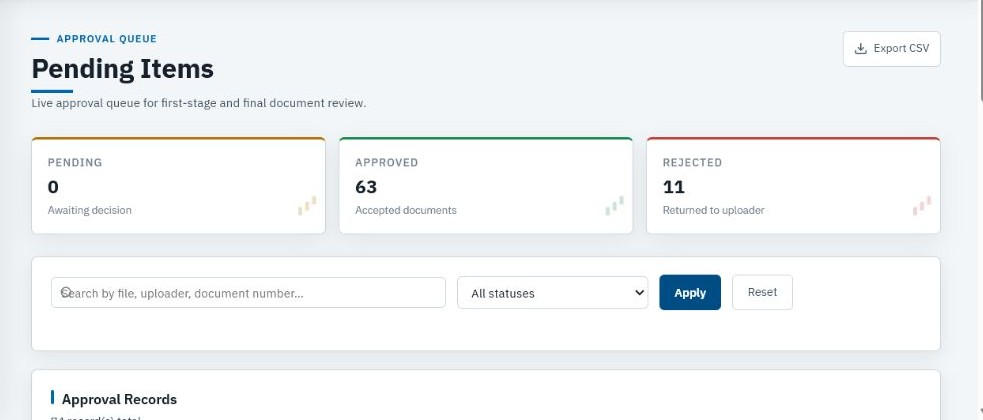 APPROVAL QUEUE
Pending Items
Live approval queue for first-stage and final document review.
Export CSV
PENDING
0
Awaiting decision
APPROVED
63
Accepted documents
REJECTED
11
Returned to uploader
Search by file, uploader, document number...
All statuses
Apply
Reset
Approval Records
record(s) total